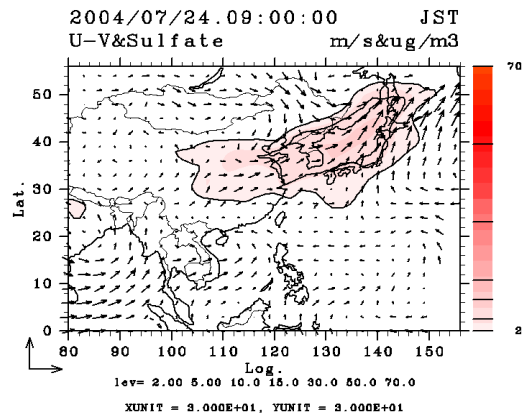 2004/07/24.09:00:00 JST
U-V&Sulfate m/s&ug/m3
70
50
40
30
20
10
0
Lat.
80 90 100 110 120 130 140 150
Log.
2
lev= 2.00 5.00 10.0 15.0 30.0 50.0 70.0
XUNIT = 3.000E+01, YUNIT = 3.000E+01